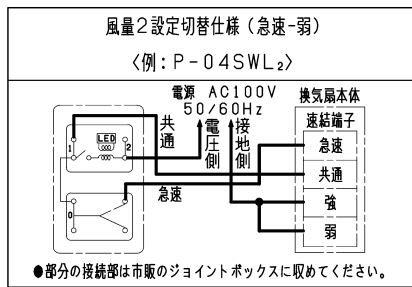 風量2設定切替仕様(急速-弱)
〈例:P-04SWL₂〉
電源 AC100V
50/60Hz
換気扇本体
速結端子
LED
1
2
共通
電圧側
接地側
急速
共通
急速
強
0
弱
●部分の接続部は市販のジョイントボックスに収めてください。